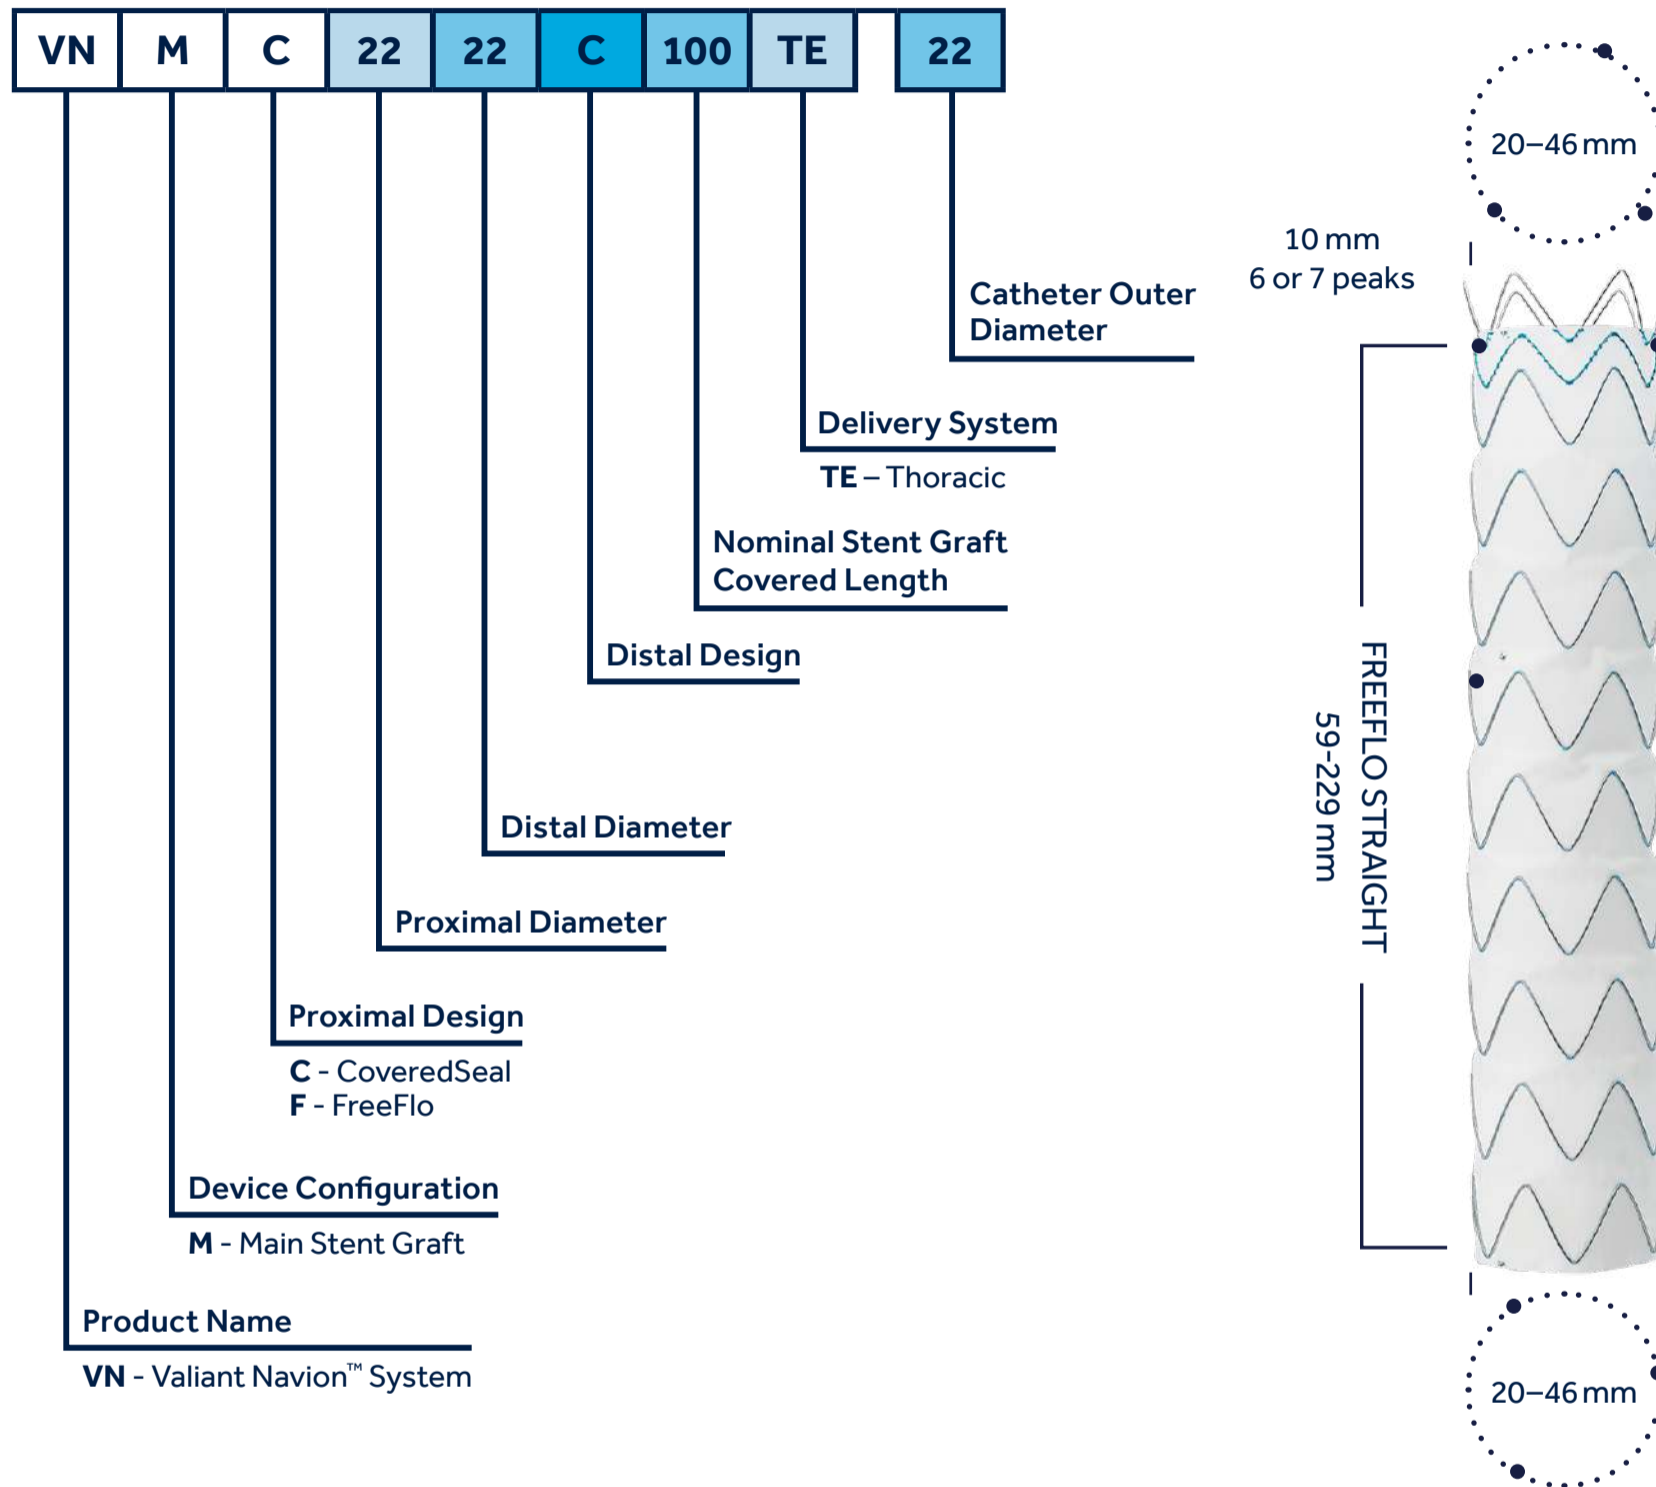 VN M C 22 22 C 100 TE 22
Catheter Outer
Diameter
Delivery System
TE – Thoracic
Nominal Stent Graft
Covered Length
Distal Design
Distal Diameter
Proximal Diameter
Proximal Design
C - CoveredSeal
F - FreeFlo
Device Configuration
M - Main Stent Graft
Product Name
VN - Valiant Navion™ System
20–46 mm
10 mm
6 or 7 peaks
FREEFLO STRAIGHT
59-229 mm
20–46 mm